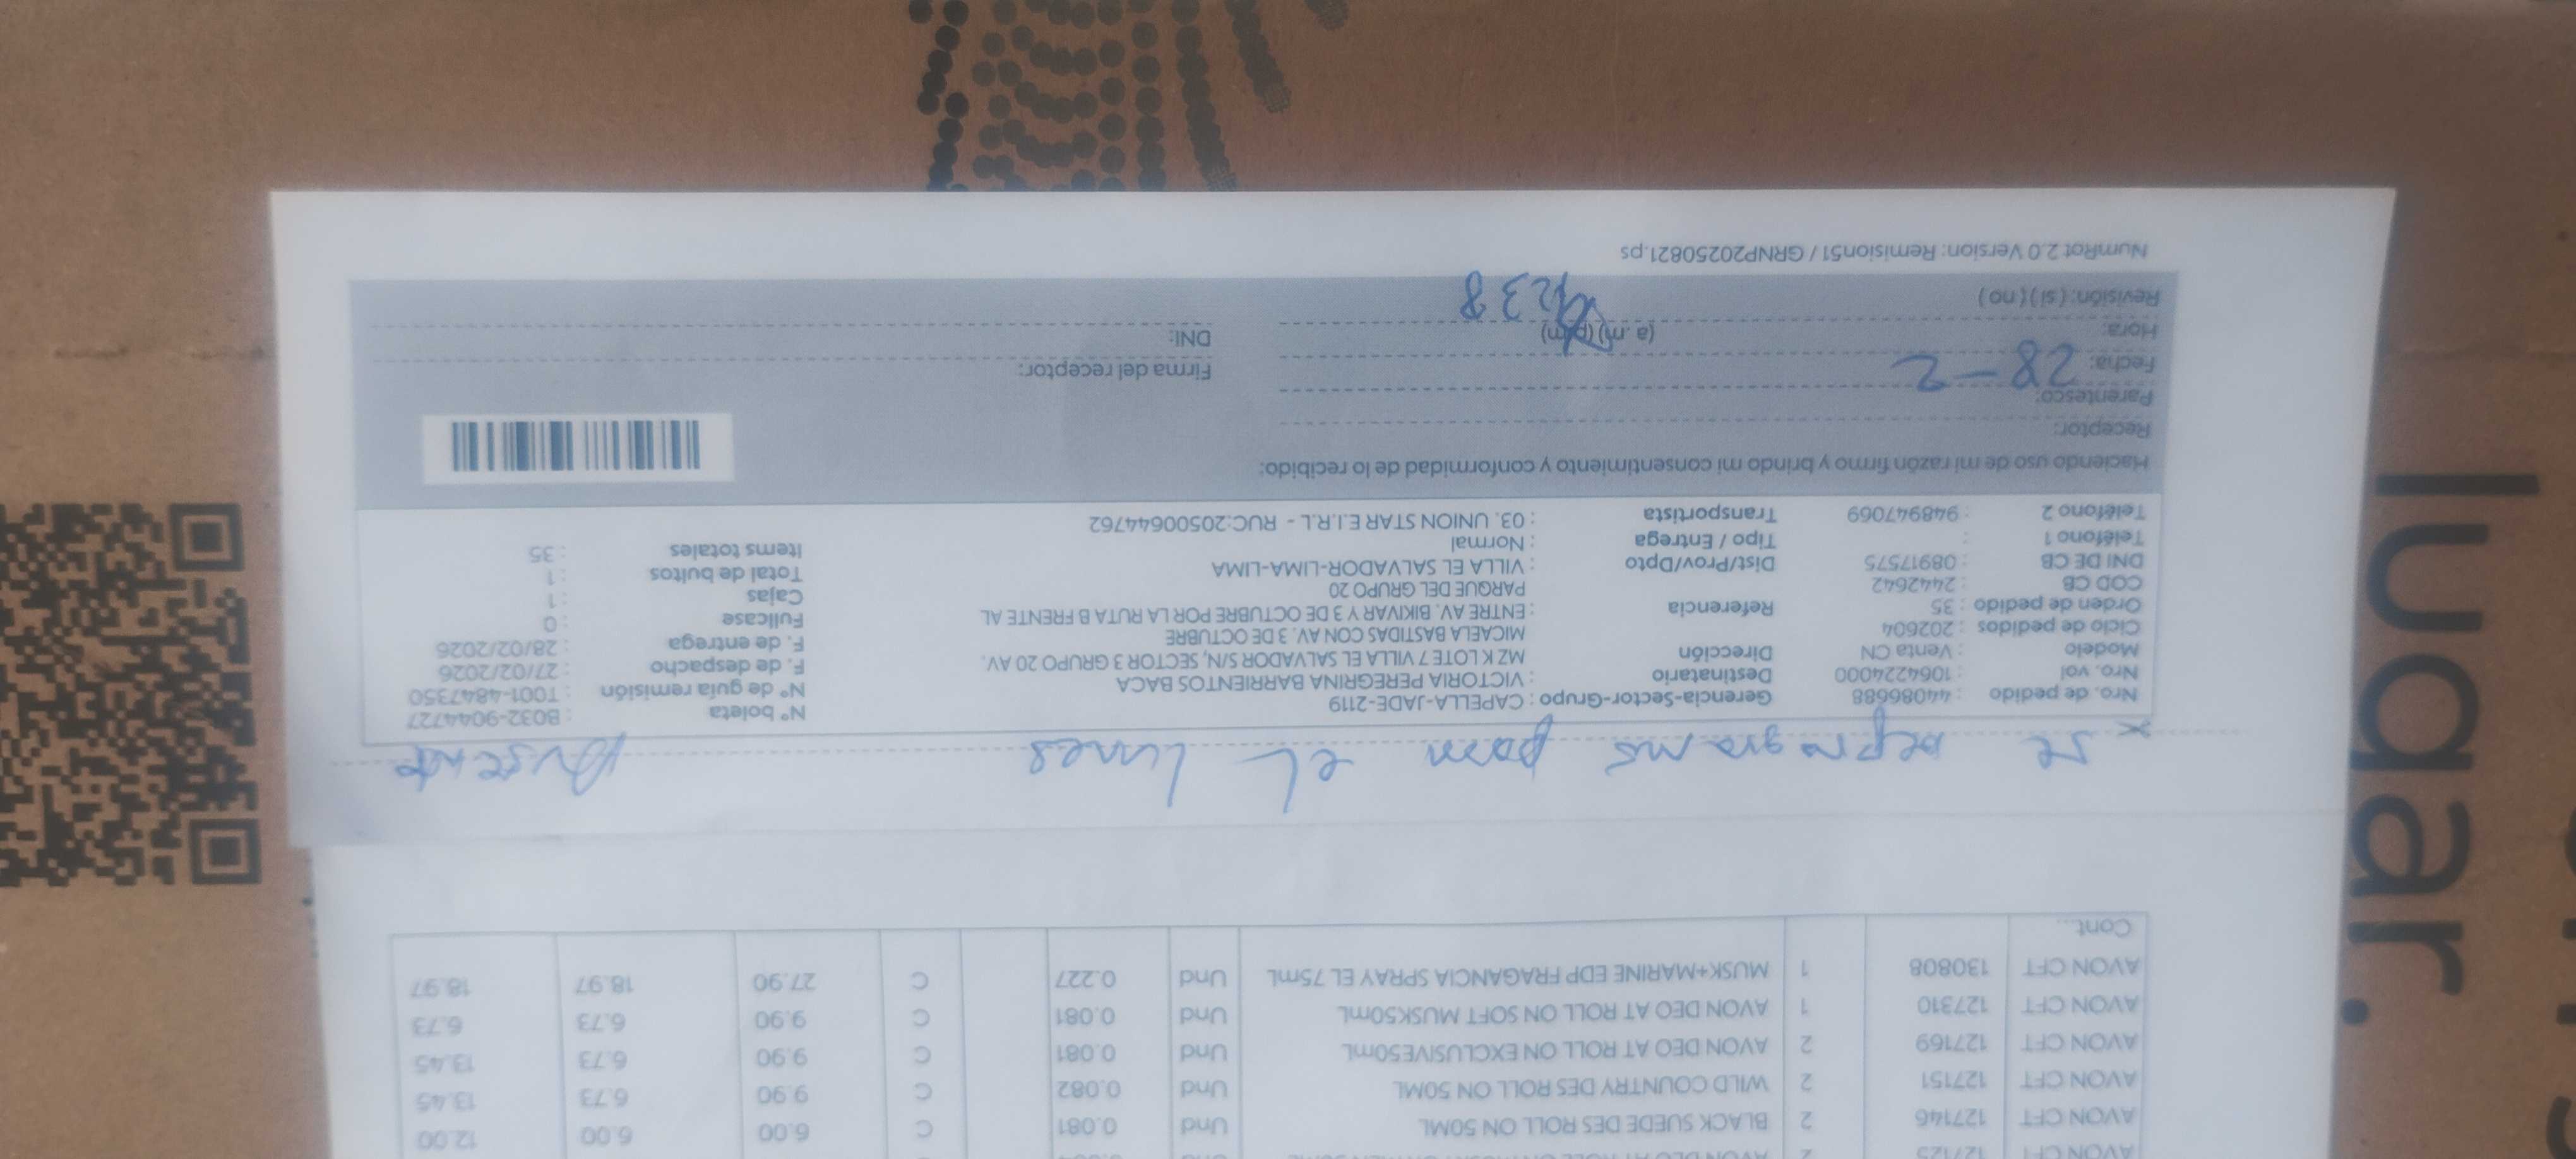 AVON CFT 127125 2
AVON CFT 127146 2 BLACK SUEDE DES ROLL ON 50ML Und 0.081 C 6.00 6.00 12.00
AVON CFT 127151 2 WILD COUNTRY DES ROLL ON 50ML Und 0.082 C 9.90 6.73 13.45
AVON CFT 127169 2 AVON DEO AT ROLL ON EXCLUSIVE50mL Und 0.081 C 9.90 6.73 13.45
AVON CFT 127310 1 AVON DEO AT ROLL ON SOFT MUSK50mL Und 0.081 C 9.90 6.73 6.73
AVON CFT 130808 1 MUSK+MARINE EDP FRAGANCIA SPRAY EL 75mL Und 0.227 C 27.90 18.97 18.97
Cont...
se reprograma para el lunes Ausente
Nro. de pedido : 44086688
Nro. vol : 1064224000
Modelo : Venta CN
Ciclo de pedidos : 202604
Orden de pedido : 35
COD CB : 2442642
DNI DE CB : 08917575
Teléfono 1 :
Teléfono 2 : 948947069
Gerencia-Sector-Grupo : CAPELLA-JADE-2119
Destinatario : VICTORIA PEREGRINA BARRIENTOS BACA
Dirección MZ K LOTE 7 VILLA EL SALVADOR S/N, SECTOR 3 GRUPO 20 AV.
MICAELA BASTIDAS CON AV. 3 DE OCTUBRE
Referencia : ENTRE AV. BIKIVAR Y 3 DE OCTUBRE POR LA RUTA B FRENTE AL
PARQUE DEL GRUPO 20
Dist/Prov/Dpto : VILLA EL SALVADOR-LIMA-LIMA
Tipo / Entrega : Normal
Transportista : 03. UNION STAR E.I.R.L - RUC:20500644762
N° boleta : B032-9044727
N° de guía remisión : T001-4847350
F. de despacho : 27/02/2026
F. de entrega : 28/02/2026
Fullcase : 0
Cajas : 1
Total de bultos : 1
Items totales : 35
Haciendo uso de mi razón firmo y brindo mi consentimiento y conformidad de lo recibido:
Receptor:
Parentesco:
Fecha: 28-2
Hora: (a.m) (p.m)
Revisión: (si) (no)
Firma del receptor:
DNI:
NumRot 2.0 Version: Remision51 / GRNP20250821.ps
ludar.